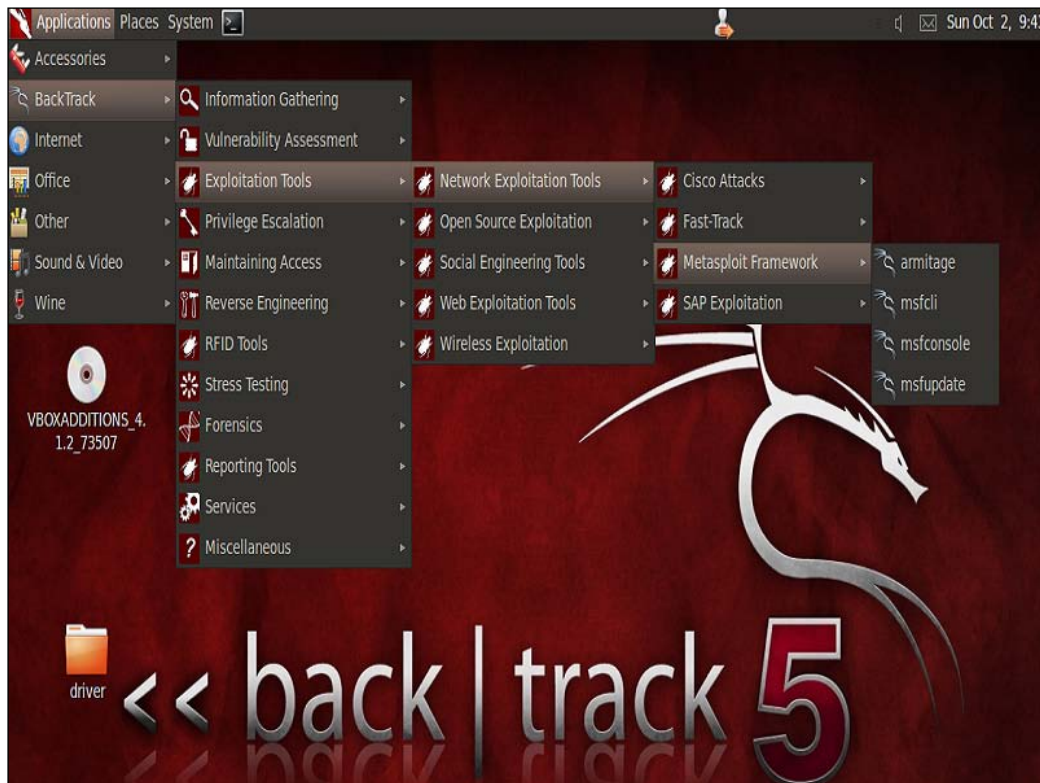 Applications Places System
Sun Oct 2, 9:43
Accessories
BackTrack
Internet
Office
Other
Sound & Video
Wine
Information Gathering
Vulnerability Assessment
Exploitation Tools
Privilege Escalation
Maintaining Access
Reverse Engineering
RFID Tools
Stress Testing
Forensics
Reporting Tools
Services
Miscellaneous
Network Exploitation Tools
Open Source Exploitation
Social Engineering Tools
Web Exploitation Tools
Wireless Exploitation
Cisco Attacks
Fast-Track
Metasploit Framework
SAP Exploitation
armitage
msfcli
msfconsole
msfupdate
VBOXADDITIONS_4.
1.2_73507
driver
<< back | track 5